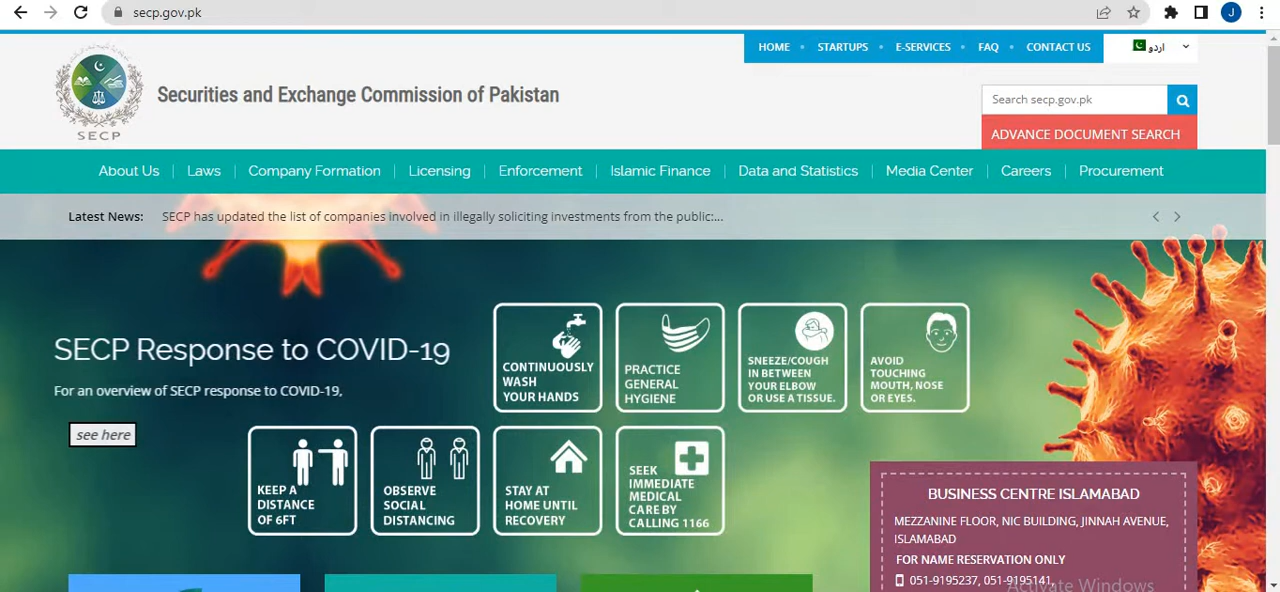 secp.gov.pk
J
HOME • STARTUPS • E-SERVICES • FAQ • CONTACT US
اردو
SECP
Securities and Exchange Commission of Pakistan
Search secp.gov.pk
ADVANCE DOCUMENT SEARCH
About Us | Laws | Company Formation | Licensing | Enforcement | Islamic Finance | Data and Statistics | Media Center | Careers | Procurement
Latest News: SECP has updated the list of companies involved in illegally soliciting investments from the public:...
SECP Response to COVID-19
For an overview of SECP response to COVID-19,
see here
CONTINUOUSLY
WASH
YOUR HANDS
PRACTICE
GENERAL
HYGIENE
SNEEZE/COUGH
IN BETWEEN
YOUR ELBOW
OR USE A TISSUE.
AVOID
TOUCHING
MOUTH, NOSE
OR EYES.
KEEP A
DISTANCE
OF 6FT
OBSERVE
SOCIAL
DISTANCING
STAY AT
HOME UNTIL
RECOVERY
SEEK
IMMEDIATE
MEDICAL
CARE BY
CALLING 1166
BUSINESS CENTRE ISLAMABAD
MEZZANINE FLOOR, NIC BUILDING, JINNAH AVENUE,
ISLAMABAD
FOR NAME RESERVATION ONLY
051-9195237, 051-9195141,
Activate Windows